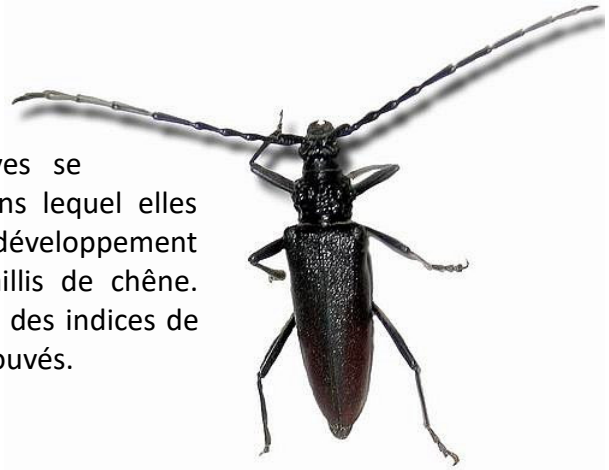 ves se
ns lequel elles
développement
illis de chêne.
des indices de
ouvés.